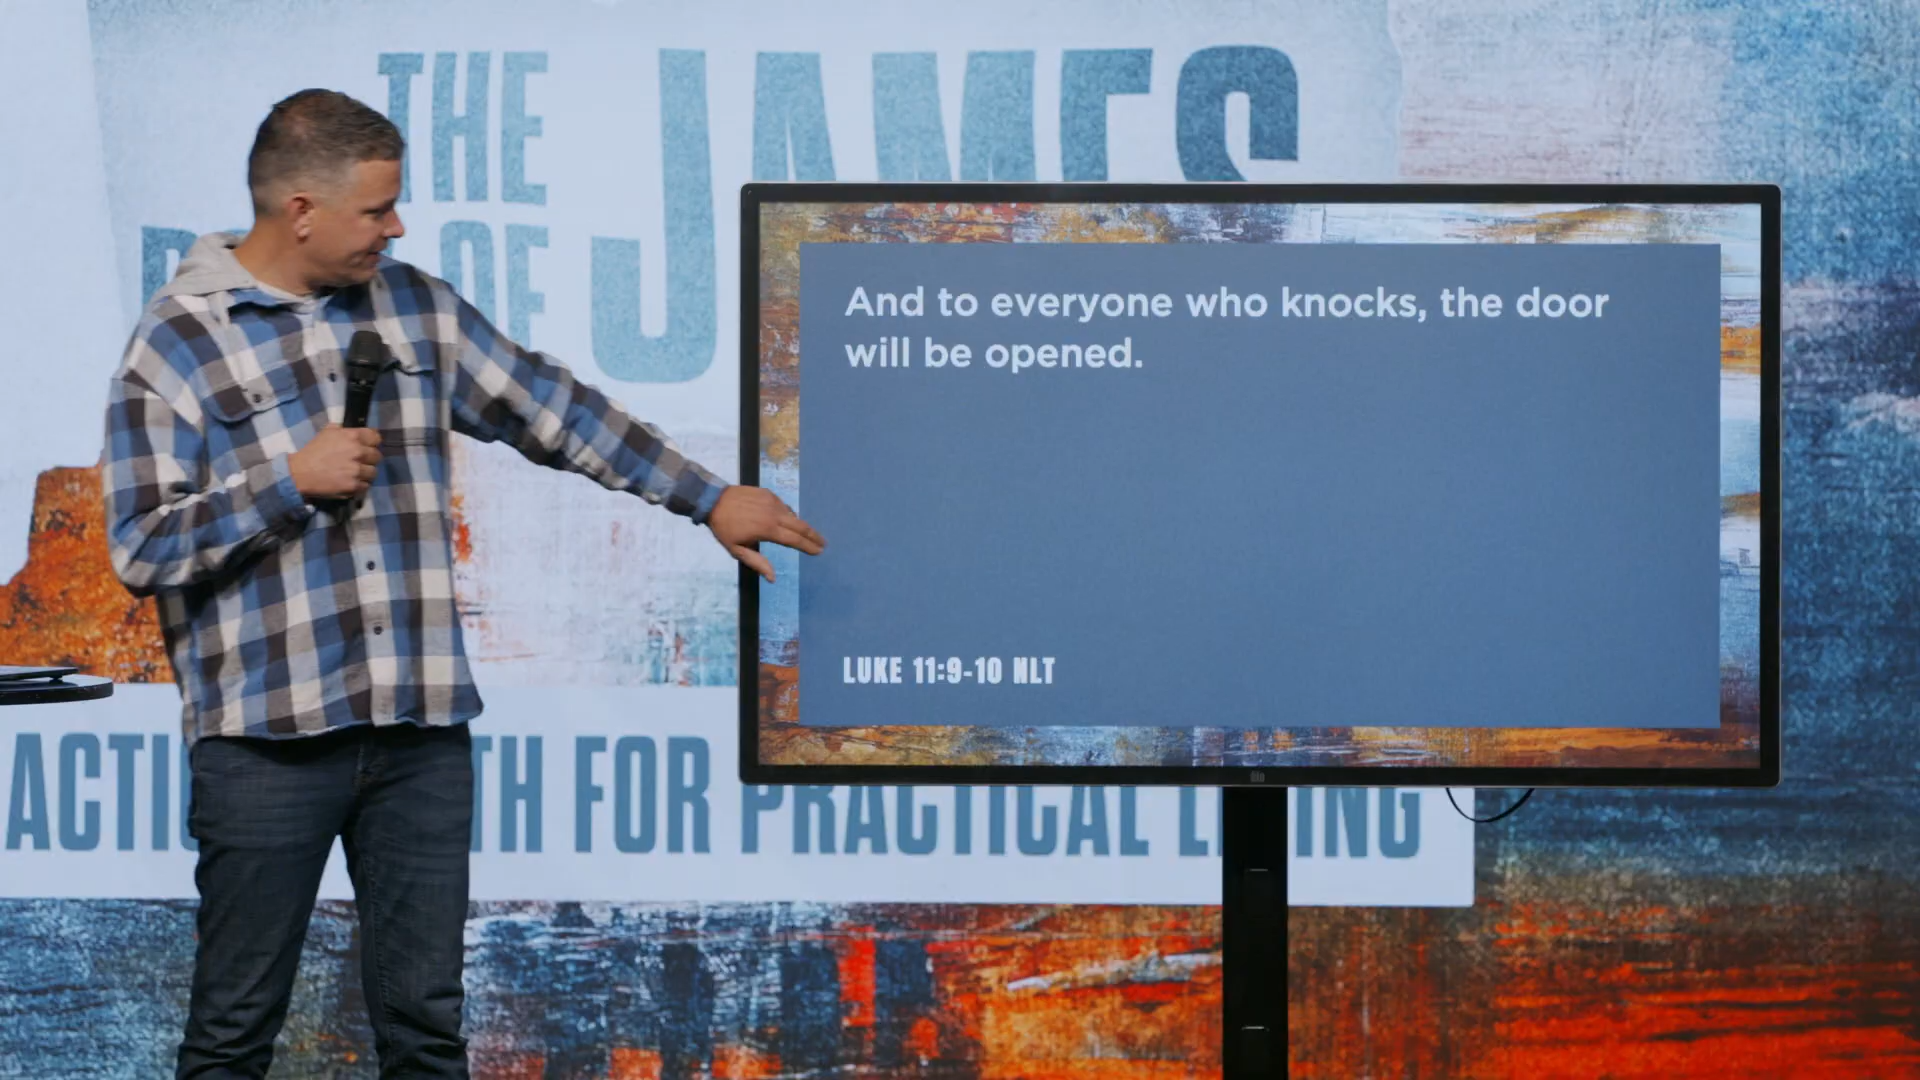 THE
OF JAMES
And to everyone who knocks, the door
will be opened.
LUKE 11:9-10 NLT
FOR PRACTICAL